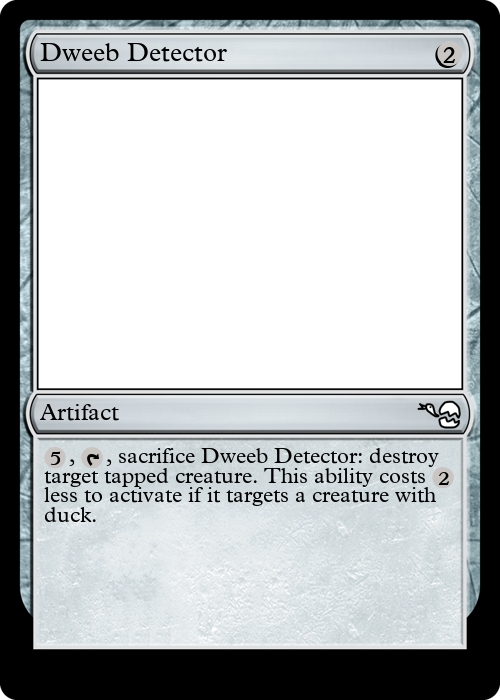 Dweeb Detector 2
Artifact
5, , sacrifice Dweeb Detector: destroy
target tapped creature. This ability costs 2
less to activate if it targets a creature with
duck.